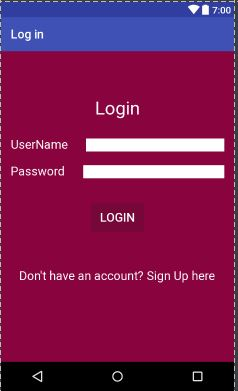 7:00
Log in
Login
UserName
Password
LOGIN
Don't have an account? Sign Up here